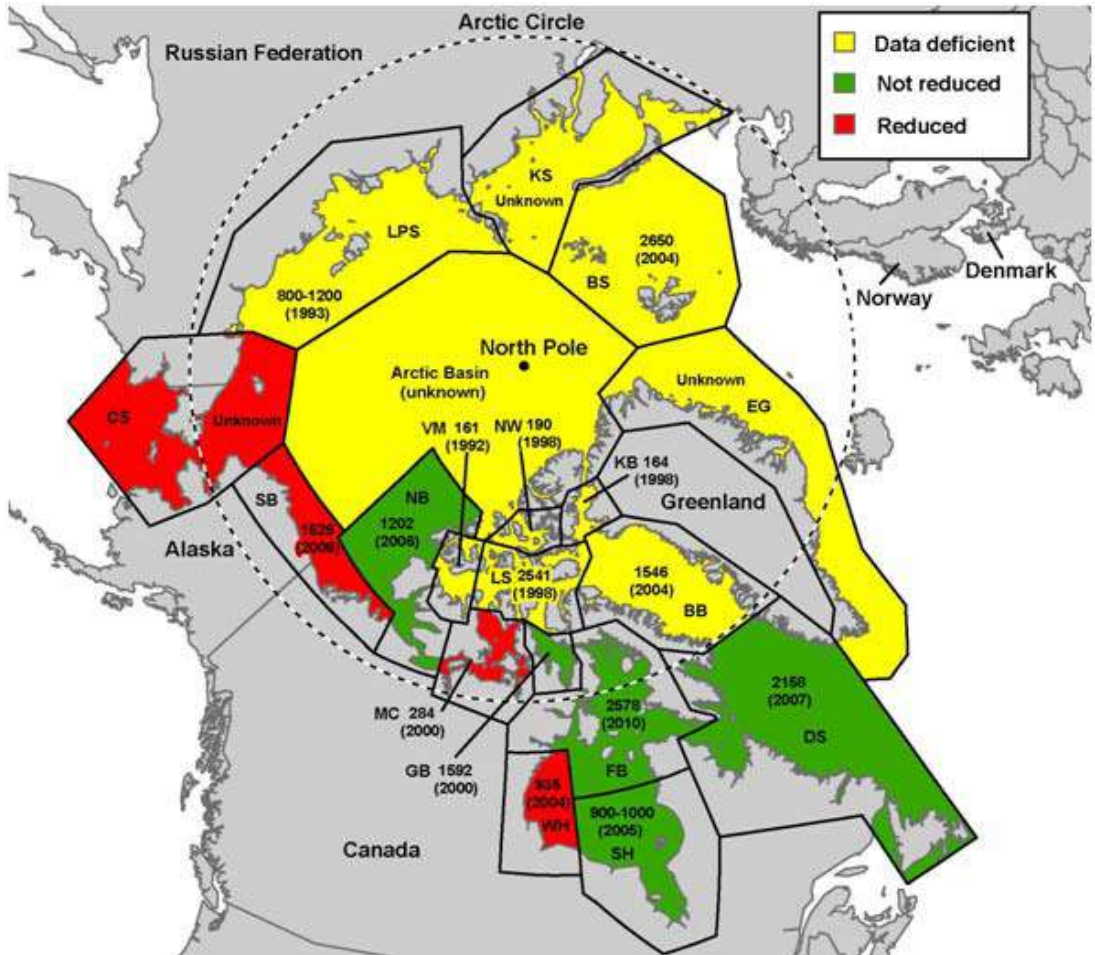 Arctic Circle
Russian Federation
Data deficient
Not reduced
Reduced
KS
Unknown
LPS
2650
(2004)
BS
Denmark
Norway
800-1200
(1993)
North Pole
Arctic Basin
(unknown)
Unknown
EG
CS
Unknown
VM 161
(1992)
NW 190
(1998)
KB 164
(1998)
Greenland
SB
NB
1202
(2006)
Alaska
LS 2541
(1998)
1546
(2004)
BB
2158
(2007)
DS
MC 284
(2000)
2578
(2010)
FB
GB 1592
(2000)
935
(2004)
WH
900-1000
(2005)
SH
Canada